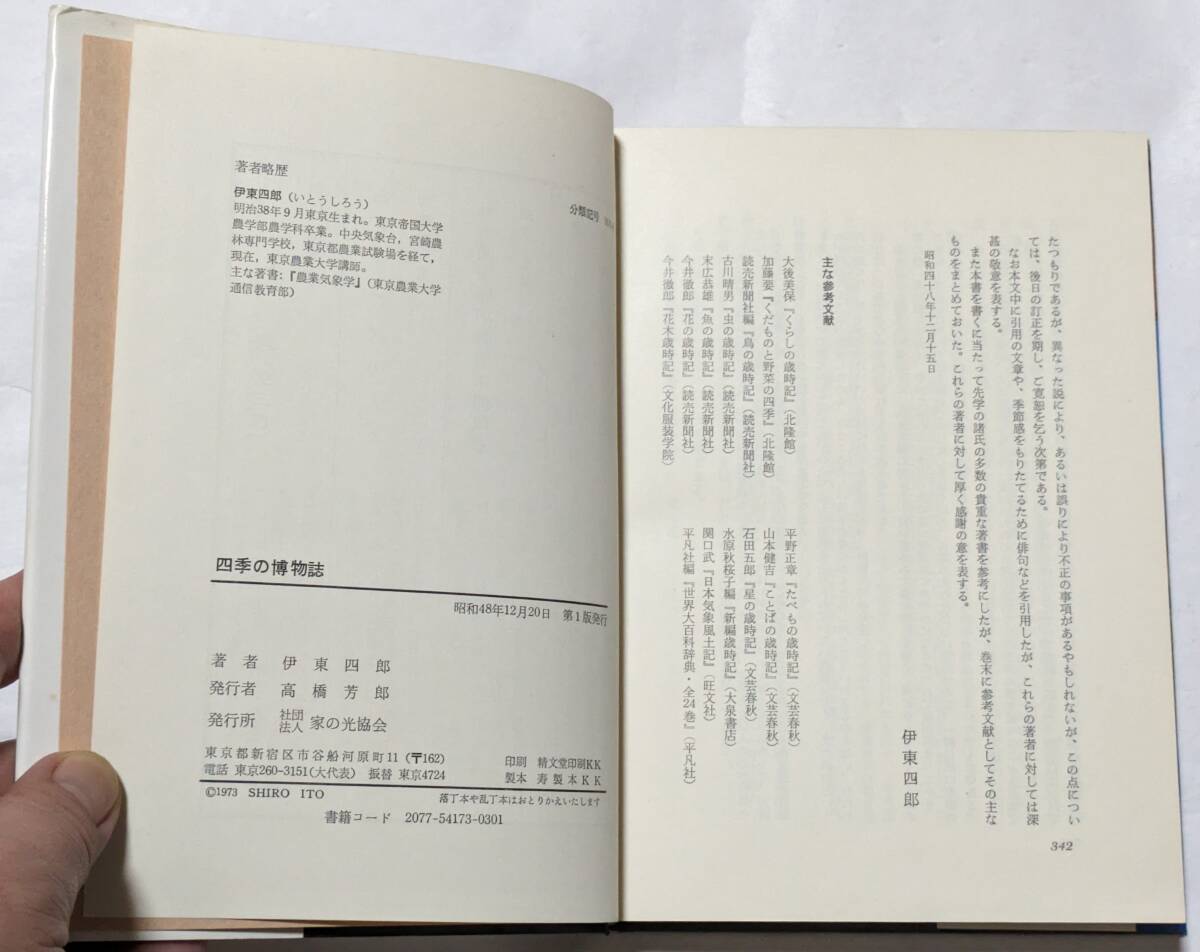 たつもりであるが、異なった説により、あるいは誤りにより不正の事項があるやもしれないが、この点につい
ては、後日の訂正を期し、ご寛恕を乞う次第である。
なお本文中に引用の文章や、季節感をもりたてるために俳句などを引用したが、これらの著者に対しては深
甚の敬意を表する。
また本書を書くに当たって先学の諸氏の多数の貴重な著書を参考にしたが、巻末に参考文献としてその主な
ものをまとめておいた。これらの著者に対して厚く感謝の意を表する。
昭和四十八年十二月十五日
伊東四郎
主な参考文献
大後美保『くらしの歳時記』(北隆館)
加藤要『くだものと野菜の四季』(北隆館)
読売新聞社編『鳥の歳時記』(読売新聞社)
古川晴男『虫の歳時記』(読売新聞社)
末広恭雄『魚の歳時記』(読売新聞社)
今井徹郎『花の歳時記』(読売新聞社)
今井徹郎『花木歳時記』(文化服装学院)
平野正章『たべもの歳時記』(文芸春秋)
山本健吉『ことばの歳時記』(文芸春秋)
石田五郎『星の歳時記』(文芸春秋)
水原秋桜子編『新編歳時記』(大泉書店)
関口武『日本気象風土記』(旺文社)
平凡社編『世界大百科辞典・全24巻』(平凡社)
342
著者略歴
伊東四郎(いとうしろう)
明治38年9月東京生まれ。東京帝国大学
農学部農学科卒業。中央気象台，宮崎農
林専門学校，東京都農業試験場を経て，
現在，東京農業大学講師。
主な著書：『農業気象学』(東京農業大学
通信教育部)
分類記号
四季の博物誌
昭和48年12月20日 第1版発行
著者 伊東四郎
発行者 高橋芳郎
発行所 社団法人 家の光協会
東京都新宿区市谷船河原町11 (〒162)
電話 東京260-3151(大代表) 振替 東京4724
印刷 精文堂印刷KK
製本 寿製本KK
©1973 SHIRO ITO
落丁本や乱丁本はおとりかえいたします
書籍コード 2077-54173-0301